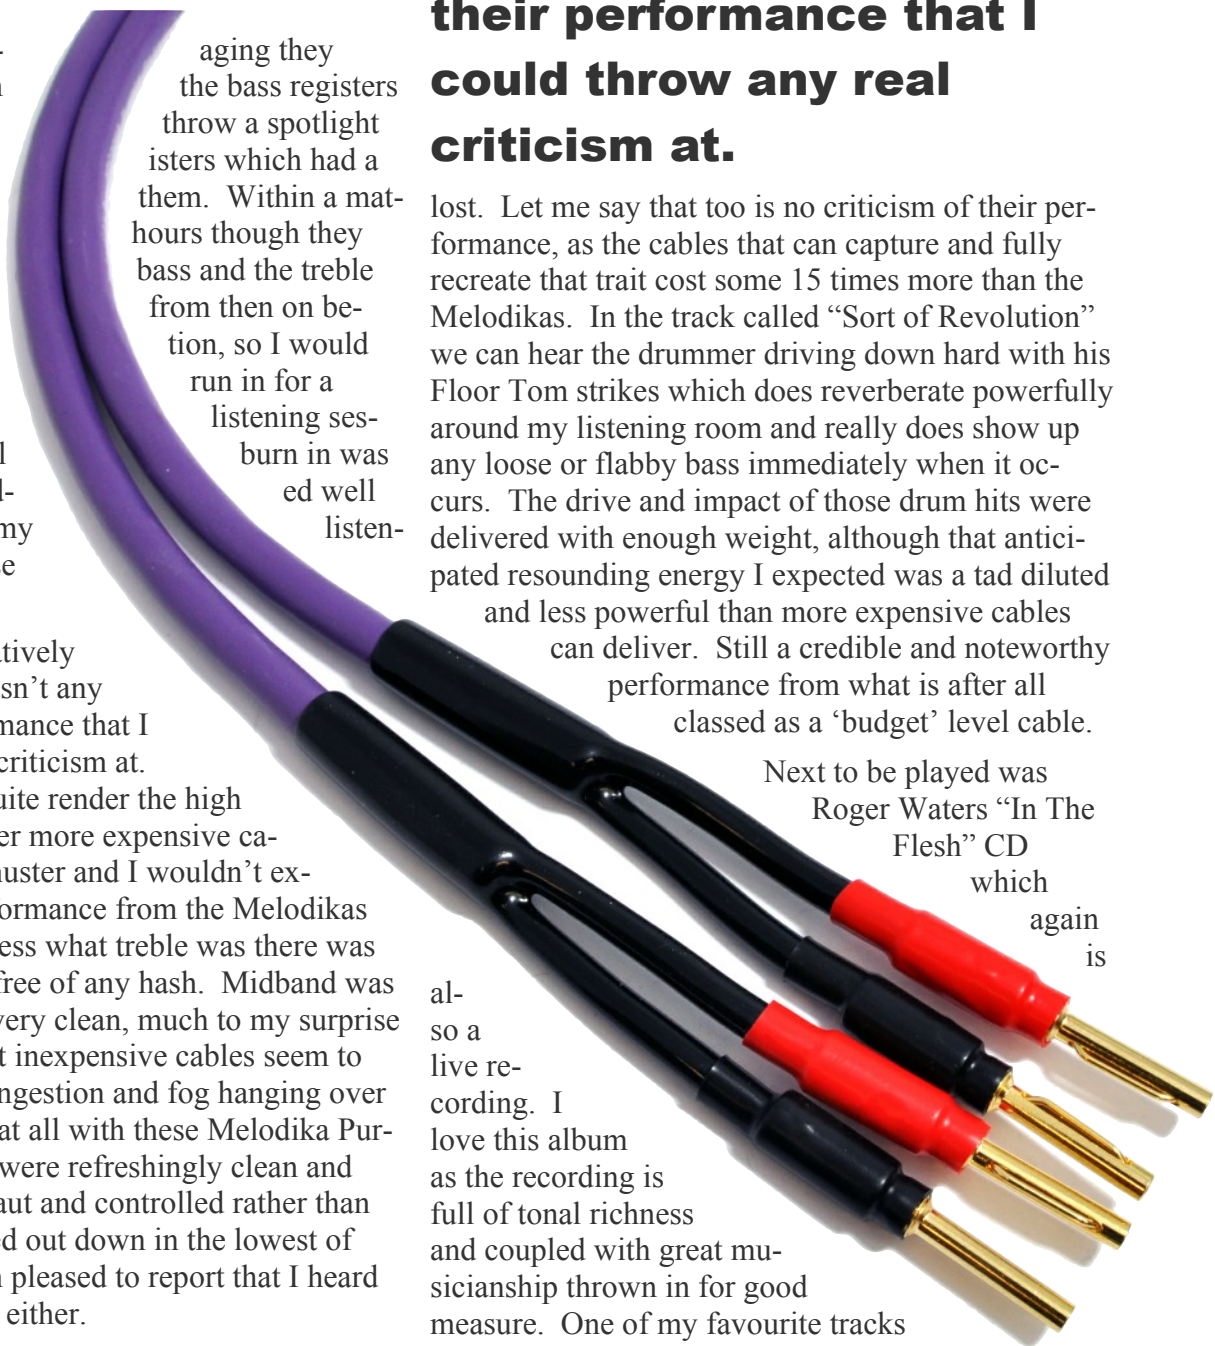 - aging they
the bass registers
throw a spotlight
isters which had a
them. Within a mat-
hours though they
bass and the treble
from then on be-
tion, so I would
run in for a
listening ses-
l burn in was
d- ed well
my listen-
e
atively
sn’t any
mance that I
criticism at.
uite render the high
er more expensive ca-
uster and I wouldn’t ex-
ormance from the Melodikas
ess what treble was there was
free of any hash. Midband was
very clean, much to my surprise
t inexpensive cables seem to
ngestion and fog hanging over
at all with these Melodika Pur-
were refreshingly clean and
aut and controlled rather than
ed out down in the lowest of
pleased to report that I heard
either.
their performance that I
could throw any real
criticism at.
lost. Let me say that too is no criticism of their per-
formance, as the cables that can capture and fully
recreate that trait cost some 15 times more than the
Melodikas. In the track called “Sort of Revolution”
we can hear the drummer driving down hard with his
Floor Tom strikes which does reverberate powerfully
around my listening room and really does show up
any loose or flabby bass immediately when it oc-
curs. The drive and impact of those drum hits were
delivered with enough weight, although that antici-
pated resounding energy I expected was a tad diluted
and less powerful than more expensive cables
can deliver. Still a credible and noteworthy
performance from what is after all
classed as a ‘budget’ level cable.
Next to be played was
Roger Waters “In The
Flesh” CD
which
again
is
al-
so a
live re-
cording. I
love this album
as the recording is
full of tonal richness
and coupled with great mu-
sicianship thrown in for good
measure. One of my favourite tracks